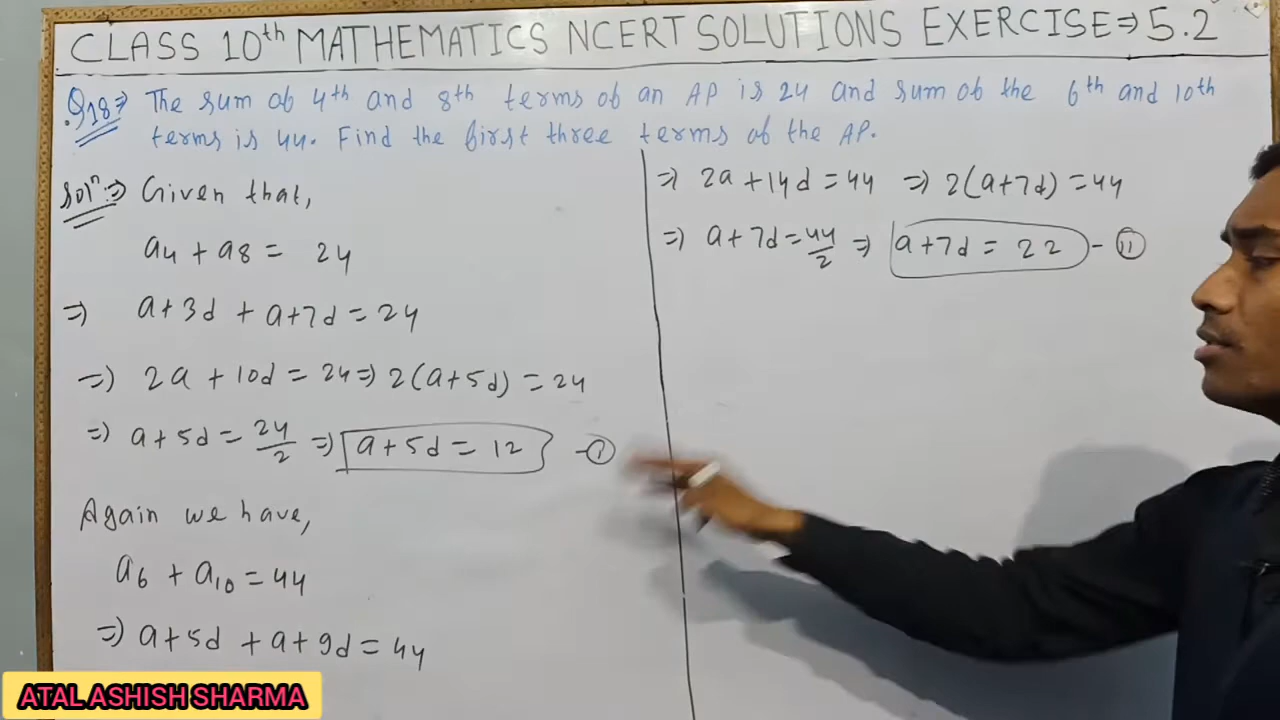 CLASS 10th MATHEMATICS NCERT SOLUTIONS EXERCISE⇒5.2
Q18⇒ The sum of 4th and 8th terms of an AP is 24 and sum of the 6th and 10th
terms is 44. Find the first three terms of the AP.
Solⁿ:⇒ Given that,
a₄ + a₈ = 24
⇒ a+3d + a+7d = 24
⇒ 2a + 10d = 24 ⇒ 2(a+5d) = 24
⇒ a+5d = 24/2 ⇒ a+5d = 12 - ①
Again we have,
a₆ + a₁₀ = 44
⇒ a+5d + a+9d = 44
⇒ 2a + 14d = 44 ⇒ 2(a+7d) = 44
⇒ a+7d = 44/2 ⇒ a+7d = 22 - ⑪
ATAL ASHISH SHARMA